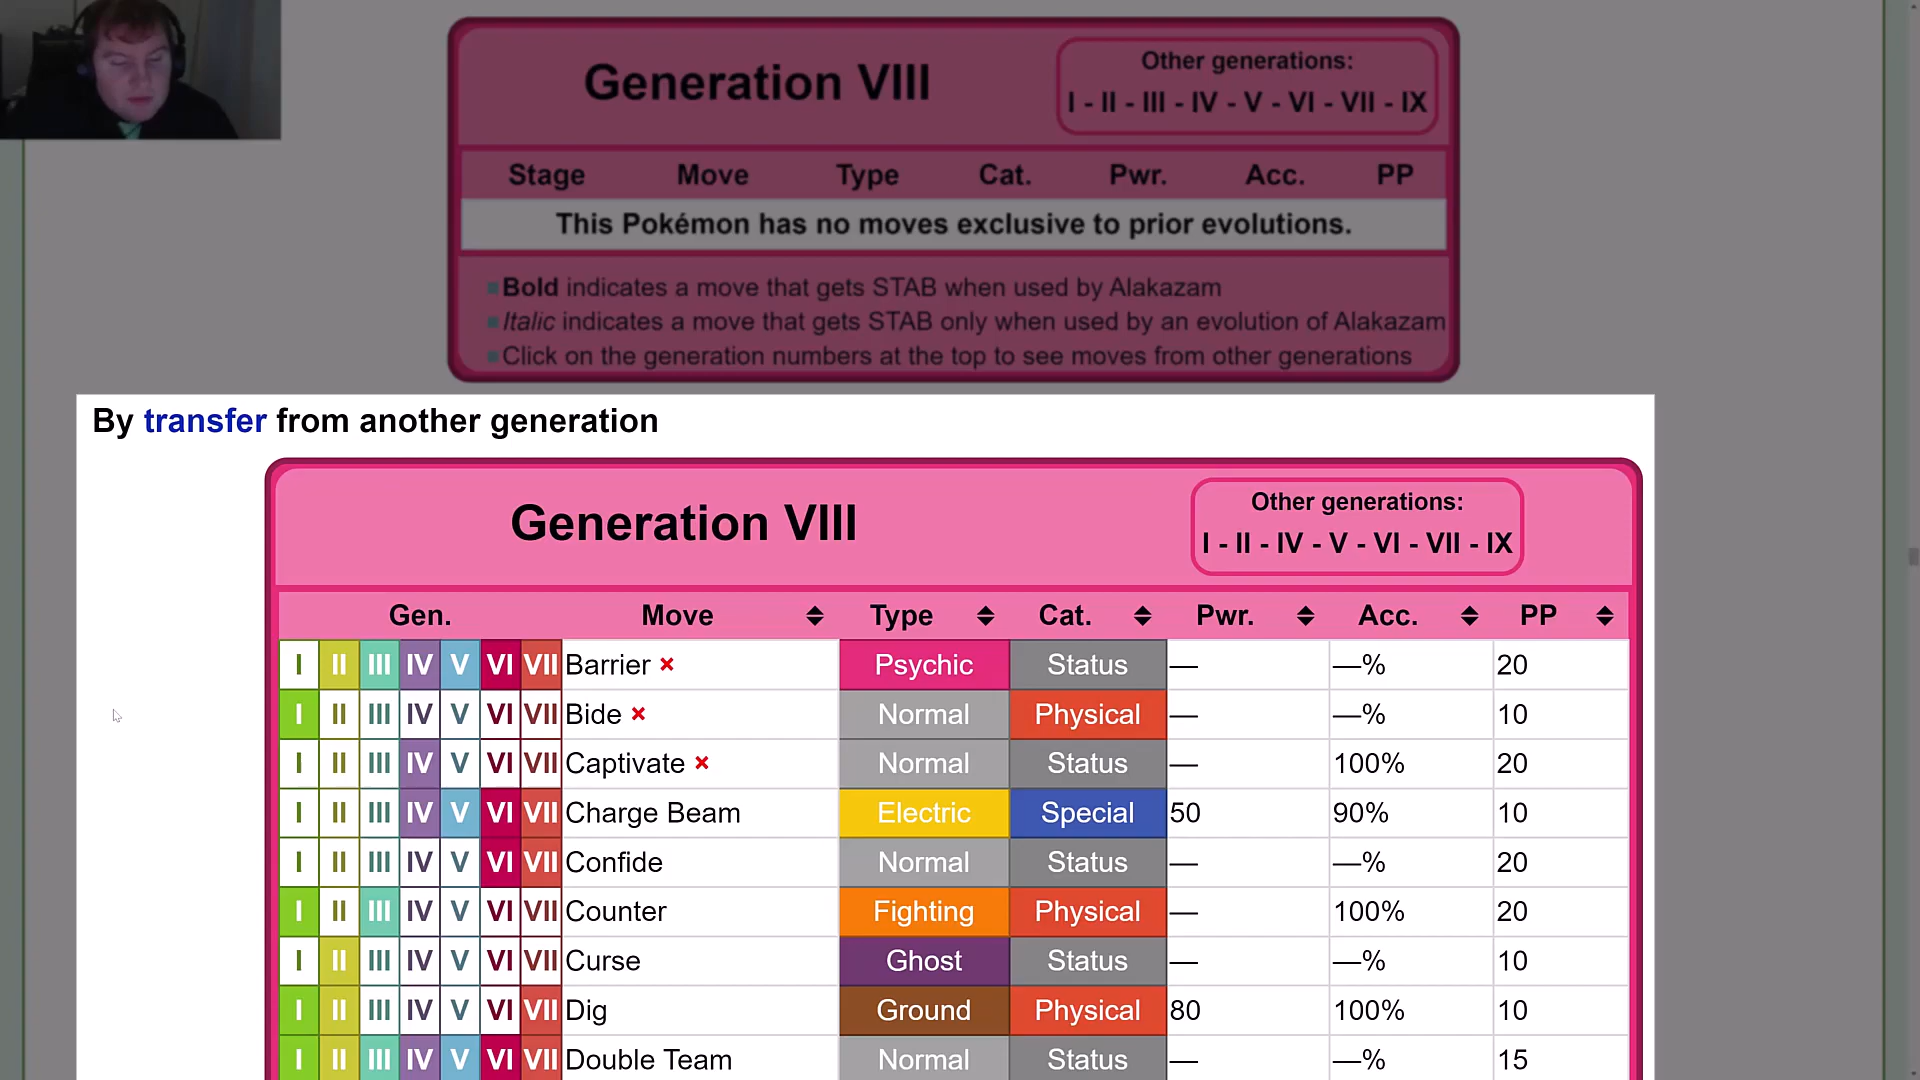 Generation VIII
Other generations:
I - II - III - IV - V - VI - VII - IX
Stage Move Type Cat. Pwr. Acc. PP
This Pokémon has no moves exclusive to prior evolutions.
Bold indicates a move that gets STAB when used by Alakazam
Italic indicates a move that gets STAB only when used by an evolution of Alakazam
Click on the generation numbers at the top to see moves from other generations
By transfer from another generation
Generation VIII
Other generations:
I - II - IV - V - VI - VII - IX
Gen. Move Type Cat. Pwr. Acc. PP
I II III IV V VI VII Barrier × Psychic Status — —% 20
I II III IV V VI VII Bide × Normal Physical — —% 10
I II III IV V VI VII Captivate × Normal Status — 100% 20
I II III IV V VI VII Charge Beam Electric Special 50 90% 10
I II III IV V VI VII Confide Normal Status — —% 20
I II III IV V VI VII Counter Fighting Physical — 100% 20
I II III IV V VI VII Curse Ghost Status — —% 10
I II III IV V VI VII Dig Ground Physical 80 100% 10
I II III IV V VI VII Double Team Normal Status — —% 15